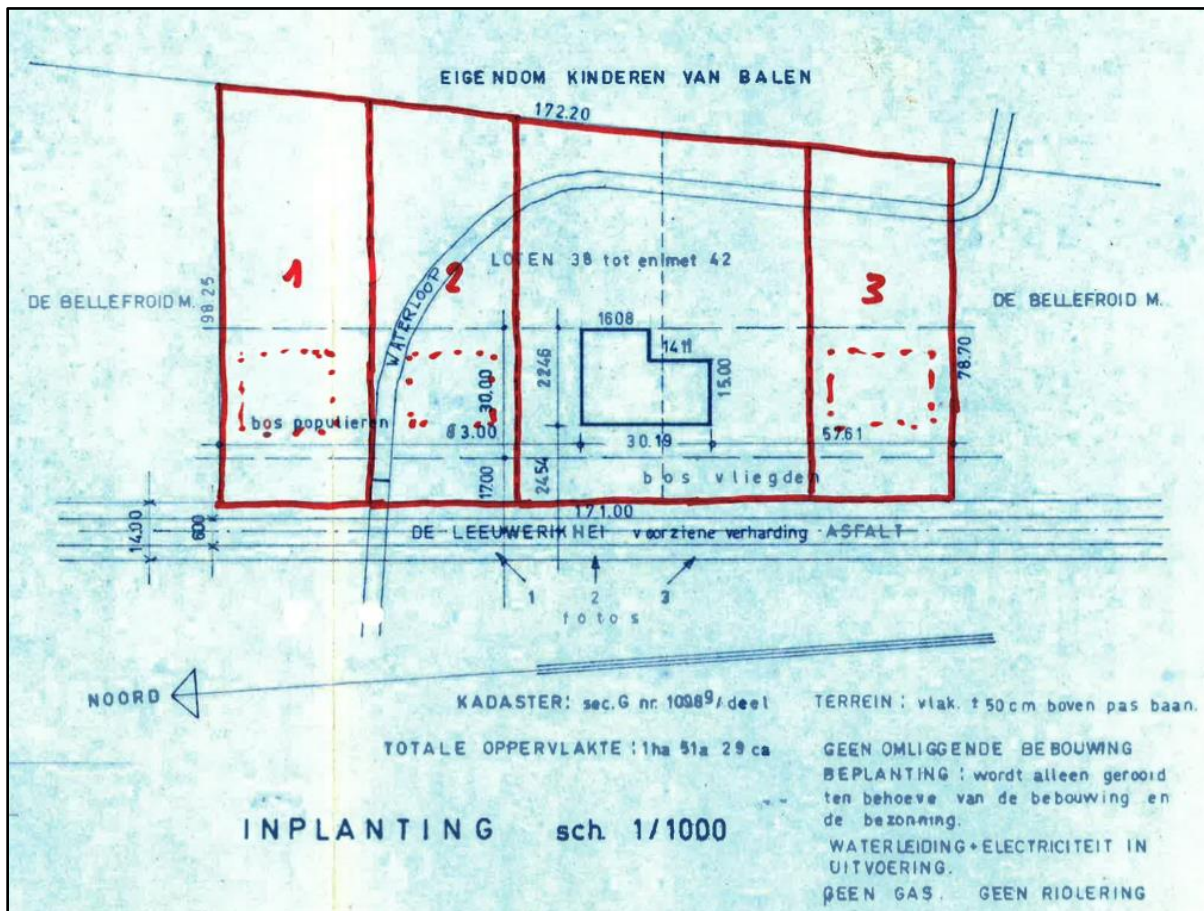 EIGENDOM KINDEREN VAN BALEN
172.20
1
2
3
LOTEN 38 tot en met 42
WATERLOOP
DE BELLEFROID M.
98.25
DE BELLEFROID M.
78.70
1608
1411
2246
30.00
15.00
bos populieren
63.00
30.19
57.61
1700
2454
bos vliegden
171.00
14.00
600
DE LEEUWERIKHEI voorziene verharding ASFALT
1 2 3
fotos
NOORD
KADASTER: sec. G nr. 1098⁹/deel
TERREIN: vlak. ± 50cm boven pas baan.
TOTALE OPPERVLAKTE: 1ha 51a 29 ca
GEEN OMLIGGENDE BEBOUWING
BEPLANTING: wordt alleen gerooid
ten behoeve van de bebouwing en
de bezonning.
INPLANTING sch. 1/1000
WATERLEIDING + ELECTRICITEIT IN
UITVOERING.
GEEN GAS. GEEN RIOLERING